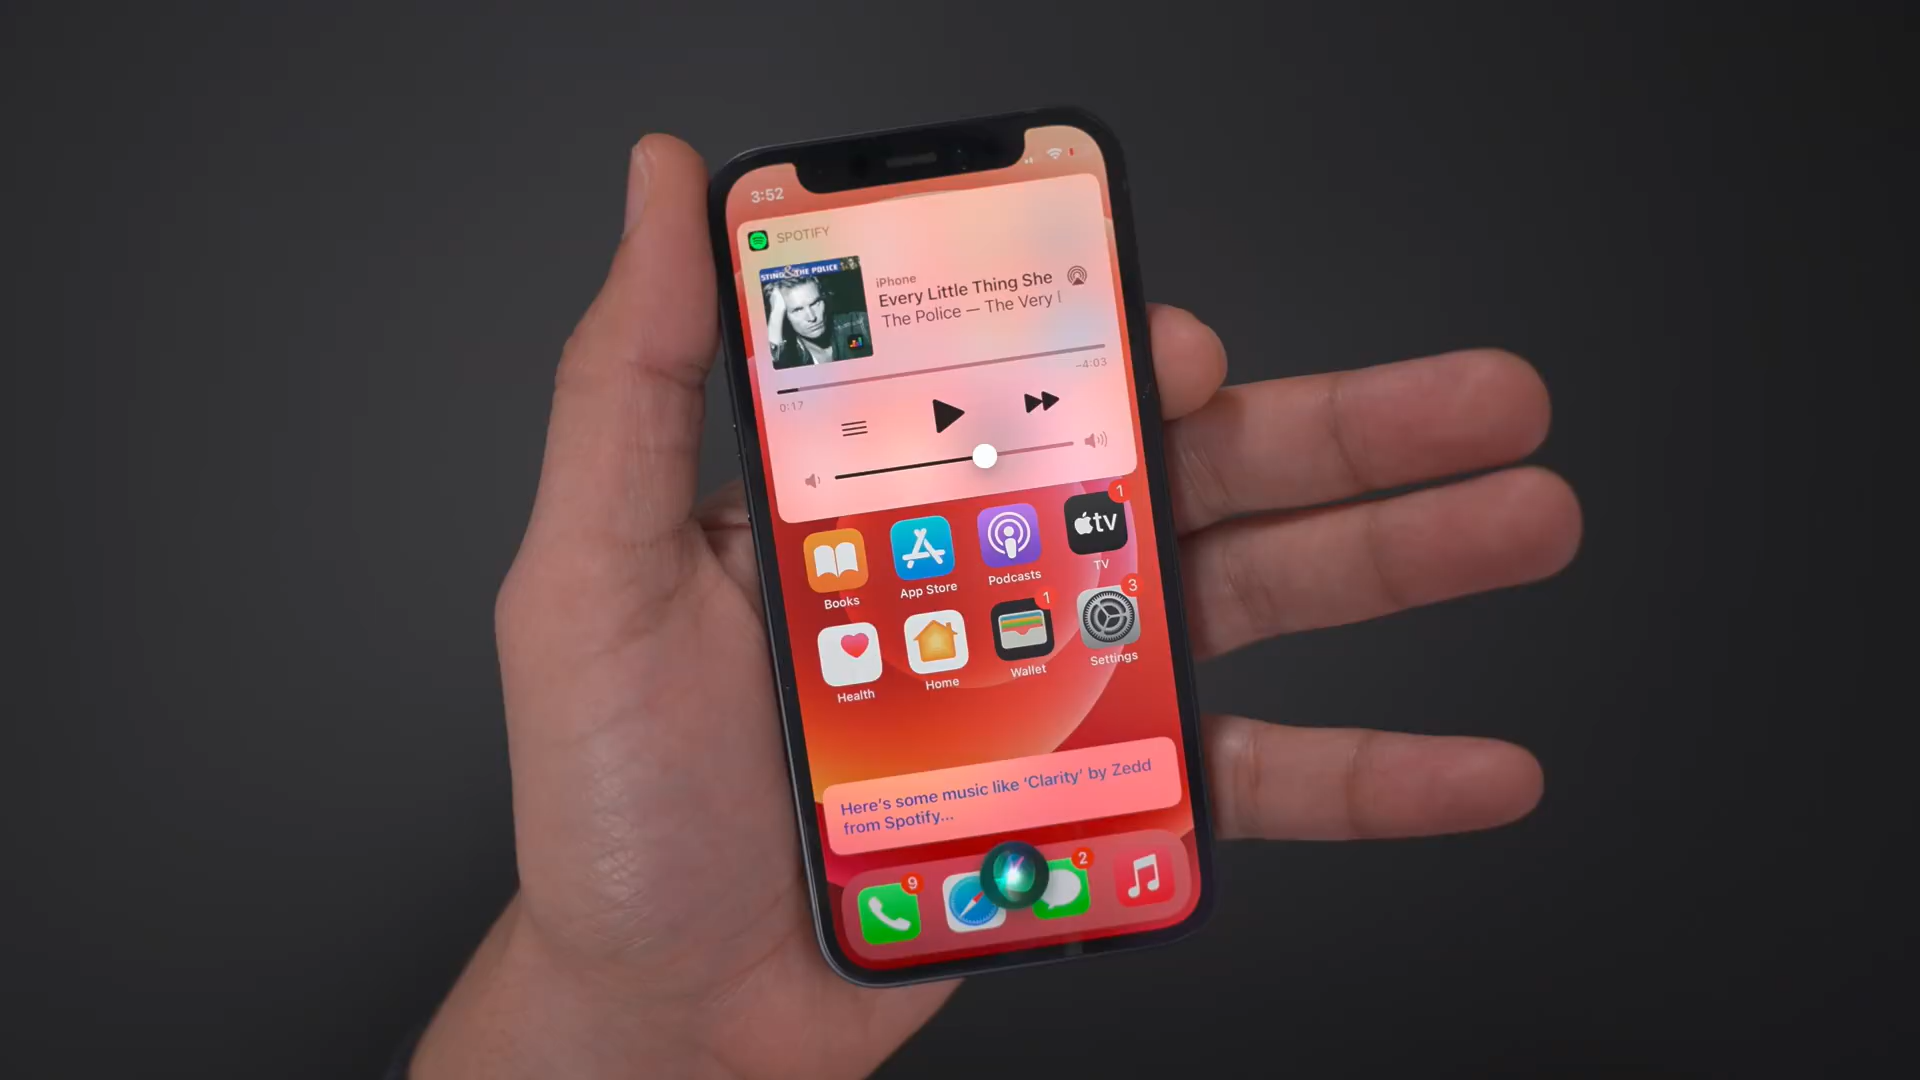 3:52
SPOTIFY
STING & THE POLICE
iPhone
Every Little Thing She
The Police — The Very
0:17
-4:03
1
tv
Books
App Store
Podcasts
TV
1
3
Health
Home
Wallet
Settings
Here's some music like 'Clarity' by Zedd
from Spotify...
9
2